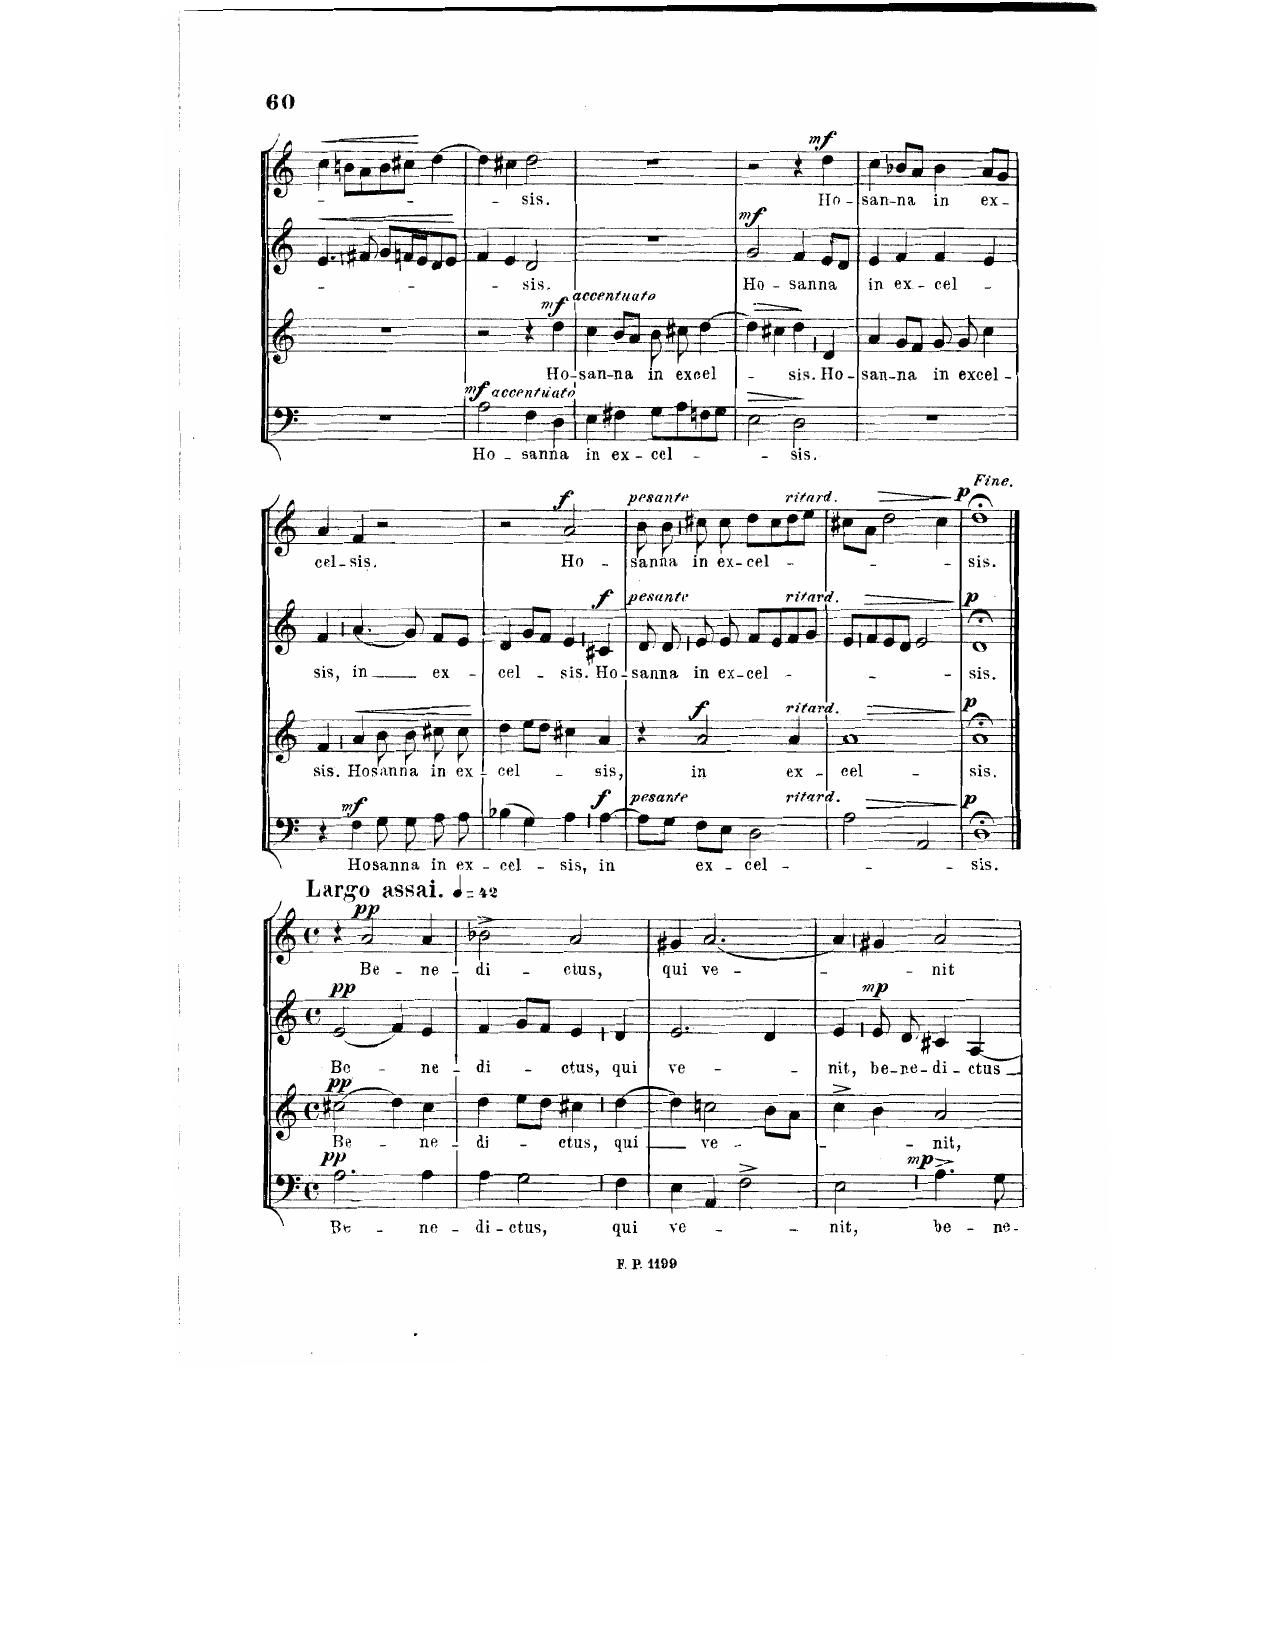 60
mf
- - - - sis. Ho - san-na in ex -
mf
- - - sis. Ho - sanna in ex - cel -
mf accentuato
Ho-san-na in excel - sis. Ho-san-na in excel -
mf accentuato
Ho - sanna in ex - cel - - - sis.
Fine.
f pesante ritard. p
cel - sis. Ho - sanna in ex-cel - - - - sis.
f pesante ritard. p
sis, in ex - cel - sis. Ho-sanna in ex-cel - - - - sis.
f ritard. p
sis. Hosanna in ex - cel - sis, in ex - cel - sis.
mf f pesante ritard. p
Hosanna in ex - cel - sis, in ex - cel - - - sis.
Largo assai. ♩= 42
pp
Be - ne - di - ctus, qui ve - - - nit
pp mp
Be - ne - di - ctus, qui ve - - nit, be-ne-di-ctus
pp
Be - ne - di - ctus, qui ve - - - nit,
pp mp
Be - ne - di-ctus, qui ve - - nit, be - ne-
F. P. 1199